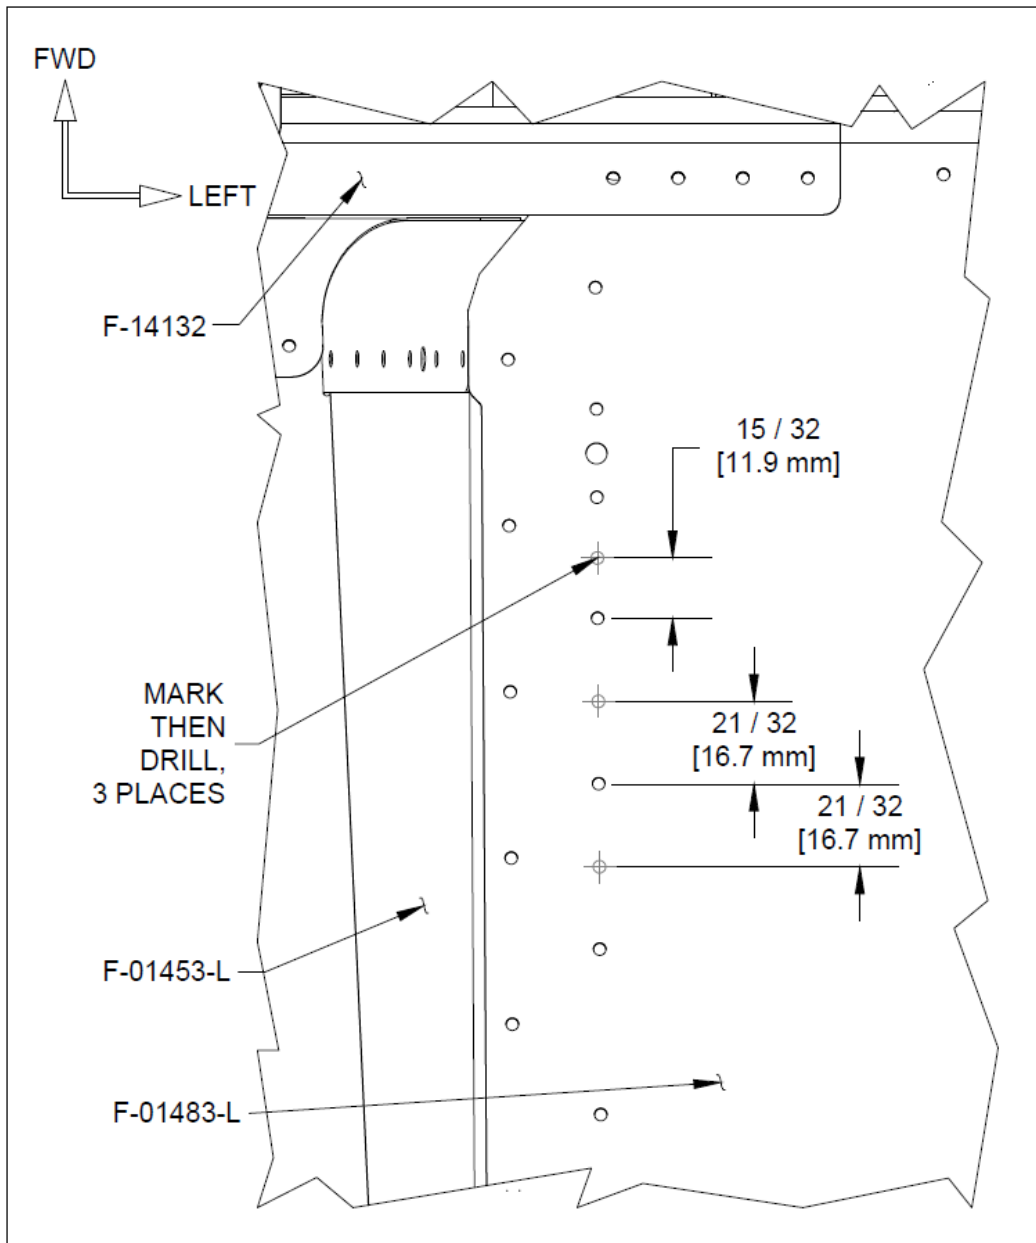 FWD
LEFT
F-14132
15 / 32
[11.9 mm]
MARK
THEN
DRILL,
3 PLACES
21 / 32
[16.7 mm]
21 / 32
[16.7 mm]
F-01453-L
F-01483-L